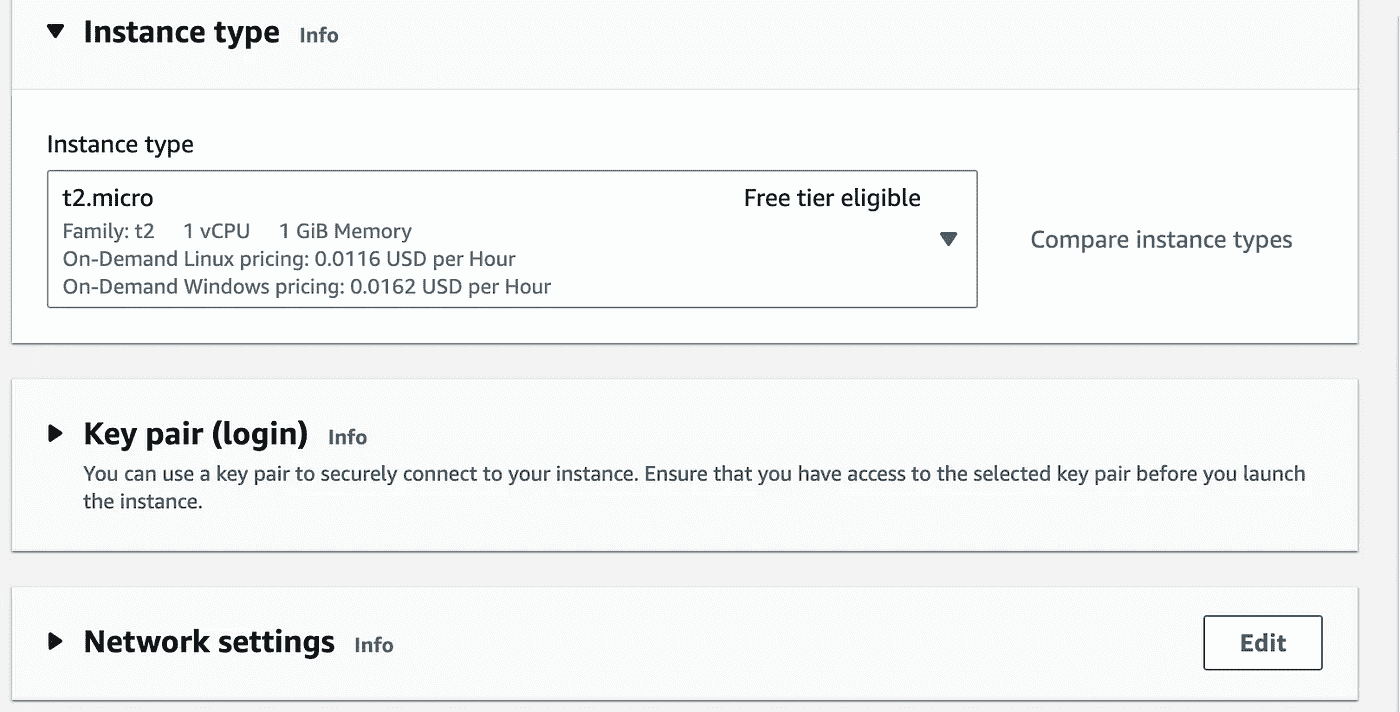 Instance type Info
Instance type
t2.micro Free tier eligible
Family: t2 1 vCPU 1 GiB Memory
On-Demand Linux pricing: 0.0116 USD per Hour
On-Demand Windows pricing: 0.0162 USD per Hour
Compare instance types
Key pair (login) Info
You can use a key pair to securely connect to your instance. Ensure that you have access to the selected key pair before you launch
the instance.
Network settings Info
Edit